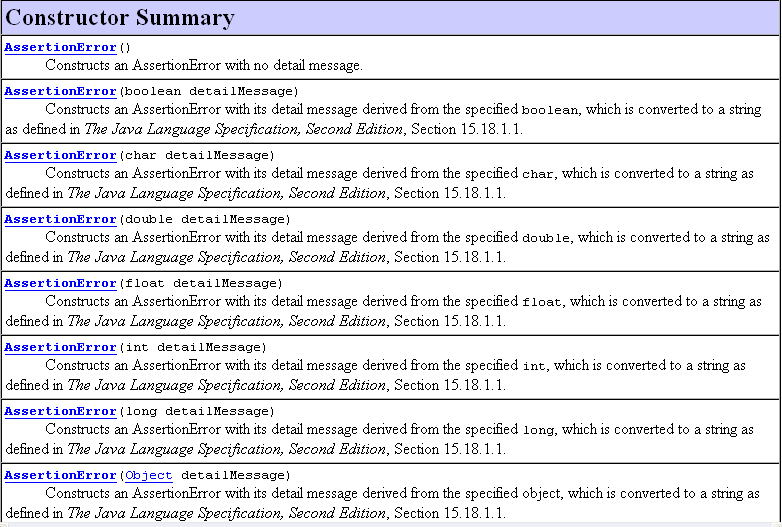 Constructor Summary
AssertionError()
Constructs an AssertionError with no detail message.
AssertionError(boolean detailMessage)
Constructs an AssertionError with its detail message derived from the specified boolean, which is converted to a string
as defined in The Java Language Specification, Second Edition, Section 15.18.1.1.
AssertionError(char detailMessage)
Constructs an AssertionError with its detail message derived from the specified char, which is converted to a string as
defined in The Java Language Specification, Second Edition, Section 15.18.1.1.
AssertionError(double detailMessage)
Constructs an AssertionError with its detail message derived from the specified double, which is converted to a string as
defined in The Java Language Specification, Second Edition, Section 15.18.1.1.
AssertionError(float detailMessage)
Constructs an AssertionError with its detail message derived from the specified float, which is converted to a string as
defined in The Java Language Specification, Second Edition, Section 15.18.1.1.
AssertionError(int detailMessage)
Constructs an AssertionError with its detail message derived from the specified int, which is converted to a string as
defined in The Java Language Specification, Second Edition, Section 15.18.1.1.
AssertionError(long detailMessage)
Constructs an AssertionError with its detail message derived from the specified long, which is converted to a string as
defined in The Java Language Specification, Second Edition, Section 15.18.1.1.
AssertionError(Object detailMessage)
Constructs an AssertionError with its detail message derived from the specified object, which is converted to a string as
defined in The Java Language Specification, Second Edition, Section 15.18.1.1.